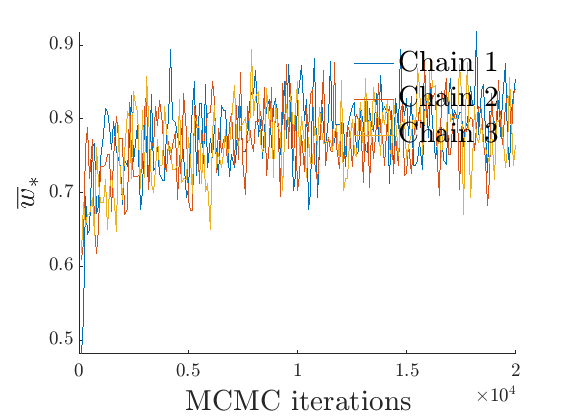 0.9
0.8
0.7
0.6
0.5
w̅*
Chain 1
Chain 2
Chain 3
0 0.5 1 1.5 2
×10⁴
MCMC iterations